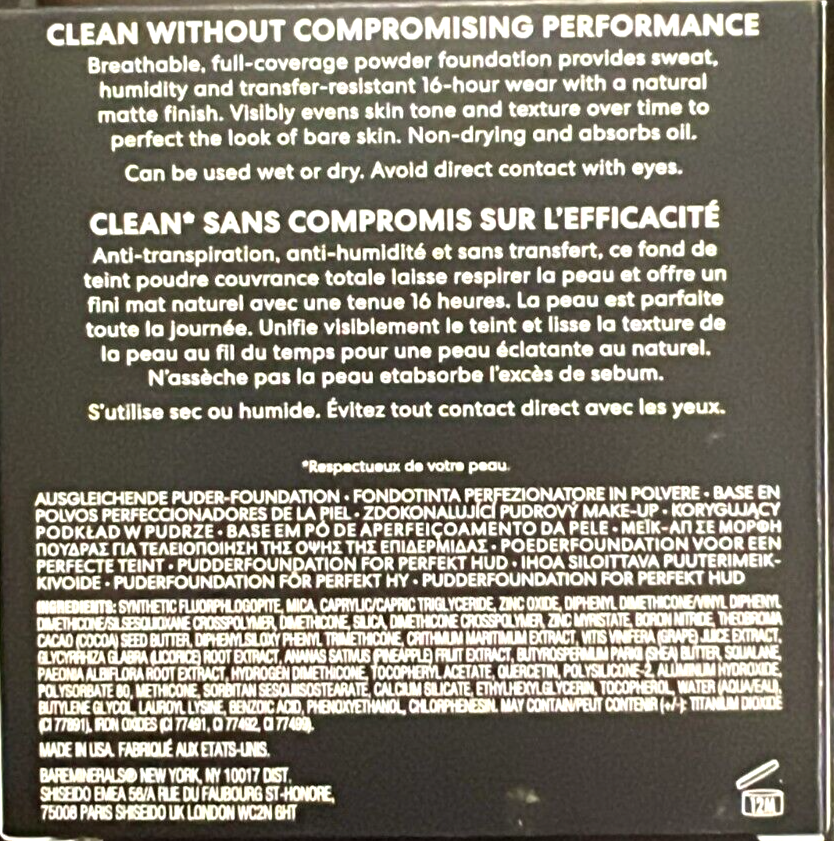 CLEAN WITHOUT COMPROMISING PERFORMANCE
Breathable, full-coverage powder foundation provides sweat,
humidity and transfer-resistant 16-hour wear with a natural
matte finish. Visibly evens skin tone and texture over time to
perfect the look of bare skin. Non-drying and absorbs oil.
Can be used wet or dry. Avoid direct contact with eyes.
CLEAN* SANS COMPROMIS SUR L'EFFICACITÉ
Anti-transpiration, anti-humidité et sans transfert, ce fond de
teint poudre couvrance totale laisse respirer la peau et offre un
fini mat naturel avec une tenue 16 heures. La peau est parfaite
toute la journée. Unifie visiblement le teint et lisse la texture de
la peau au fil du temps pour une peau éclatante au naturel.
N'assèche pas la peau etabsorbe l'excès de sebum.
S'utilise sec ou humide. Évitez tout contact direct avec les yeux.
*Respectueux de votre peau.
AUSGLEICHENDE PUDER-FOUNDATION • FONDOTINTA PERFEZIONATORE IN POLVERE • BASE EN
POLVOS PERFECCIONADORES DE LA PIEL • ZDOKONALUJÍCÍ PUDROVÝ MAKE-UP • KORYGUJĄCY
PODKŁAD W PUDRZE • BASE EM PÓ DE APERFEIÇOAMENTO DA PELE • ΜΕΪΚ-ΑΠ ΣΕ ΜΟΡΦΗ
ΠΟΥΔΡΑΣ ΓΙΑ ΤΕΛΕΙΟΠΟΙΗΣΗ ΤΗΣ ΟΨΗΣ ΤΗΣ ΕΠΙΔΕΡΜΙΔΑΣ • POEDERFOUNDATION VOOR EEN
PERFECTE TEINT • PUDDERFOUNDATION FOR PERFEKT HUD • IHOA SILOITTAVA PUUTERIMEIK-
KIVOIDE • PUDERFOUNDATION FÖR PERFEKT HY • PUDDERFOUNDATION FOR PERFEKT HUD
INGREDIENTS: SYNTHETIC FLUORPHLOGOPITE, MICA, CAPRYLIC/CAPRIC TRIGLYCERIDE, ZINC OXIDE, DIPHENYL DIMETHICONE/VINYL DIPHENYL
DIMETHICONE/SILSESQUIOXANE CROSSPOLYMER, DIMETHICONE, SILICA, DIMETHICONE CROSSPOLYMER, ZINC MYRISTATE, BORON NITRIDE, THEOBROMA
CACAO (COCOA) SEED BUTTER, DIPHENYLSILOXY PHENYL TRIMETHICONE, CRITHMUM MARITIMUM EXTRACT, VITIS VINIFERA (GRAPE) JUICE EXTRACT,
GLYCYRRHIZA GLABRA (LICORICE) ROOT EXTRACT, ANANAS SATIVUS (PINEAPPLE) FRUIT EXTRACT, BUTYROSPERMUM PARKII (SHEA) BUTTER, SQUALANE,
PAEONIA ALBIFLORA ROOT EXTRACT, HYDROGEN DIMETHICONE, TOCOPHERYL ACETATE, QUERCETIN, POLYSILICONE-2, ALUMINUM HYDROXIDE,
POLYSORBATE 80, METHICONE, SORBITAN SESQUIISOSTEARATE, CALCIUM SILICATE, ETHYLHEXYLGLYCERIN, TOCOPHEROL, WATER (AQUA/EAU),
BUTYLENE GLYCOL, LAUROYL LYSINE, BENZOIC ACID, PHENOXYETHANOL, CHLORPHENESIN. MAY CONTAIN/PEUT CONTENIR (+/-): TITANIUM DIOXIDE
(CI 77891), IRON OXIDES (CI 77491, CI 77492, CI 77499).
MADE IN USA. FABRIQUÉ AUX ETATS-UNIS.
BAREMINERALS® NEW YORK, NY 10017 DIST.
SHISEIDO EMEA 56/A RUE DU FAUBOURG ST-HONORE,
75008 PARIS SHISEIDO UK LONDON WC2N 6HT
12M